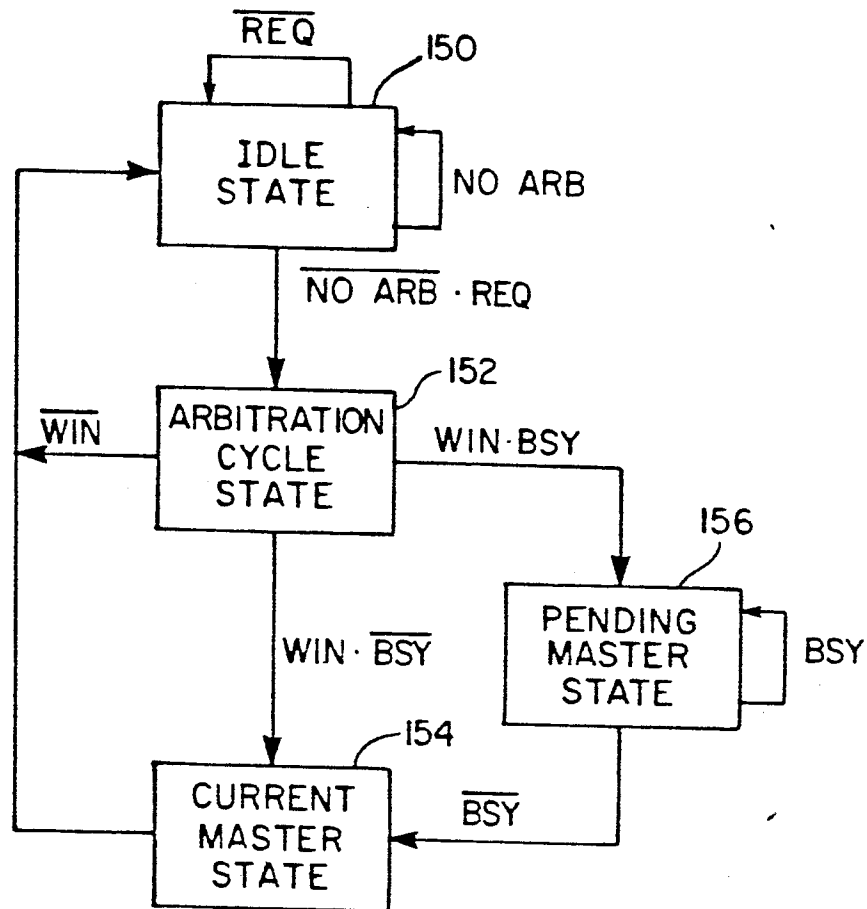 REQ
150
IDLE
STATE
NO ARB
NO ARB · REQ
152
ARBITRATION
CYCLE
STATE
WIN
WIN · BSY
156
PENDING
MASTER
STATE
BSY
WIN · BSY
154
CURRENT
MASTER
STATE
BSY